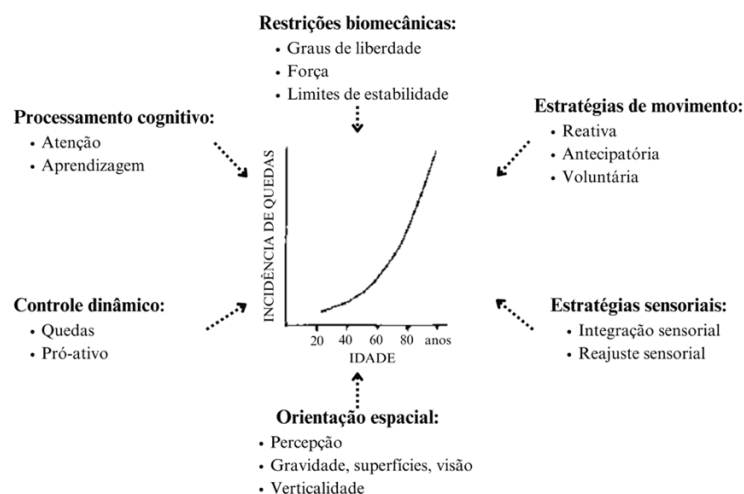 Restrições biomecânicas:
• Graus de liberdade
• Força
• Limites de estabilidade
Processamento cognitivo:
• Atenção
• Aprendizagem
Estratégias de movimento:
• Reativa
• Antecipatória
• Voluntária
INCIDÊNCIA DE QUEDAS
20 40 60 80 anos
IDADE
Controle dinâmico:
• Quedas
• Pró-ativo
Estratégias sensoriais:
• Integração sensorial
• Reajuste sensorial
Orientação espacial:
• Percepção
• Gravidade, superfícies, visão
• Verticalidade